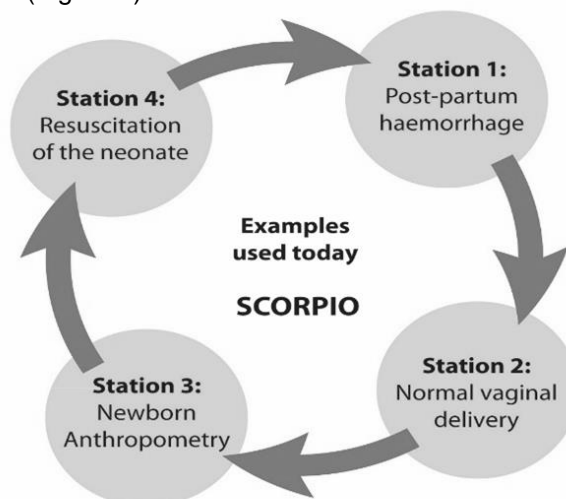 Station 1:
Post-partum
haemorrhage
Station 4:
Resuscitation
of the neonate
Examples
used today
SCORPIO
Station 2:
Normal vaginal
delivery
Station 3:
Newborn
Anthropometry